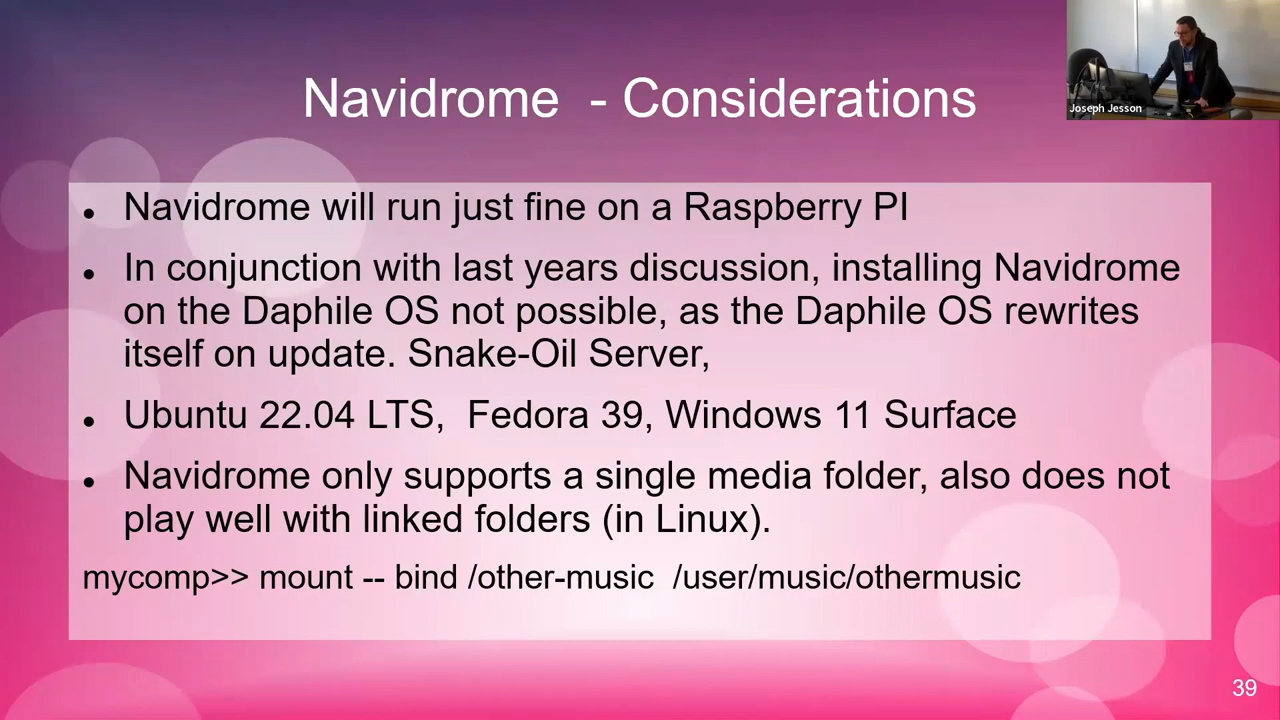 Navidrome - Considerations
Joseph Jesson
Navidrome will run just fine on a Raspberry PI
In conjunction with last years discussion, installing Navidrome
on the Daphile OS not possible, as the Daphile OS rewrites
itself on update. Snake-Oil Server,
Ubuntu 22.04 LTS, Fedora 39, Windows 11 Surface
Navidrome only supports a single media folder, also does not
play well with linked folders (in Linux).
mycomp>> mount -- bind /other-music /user/music/othermusic
39